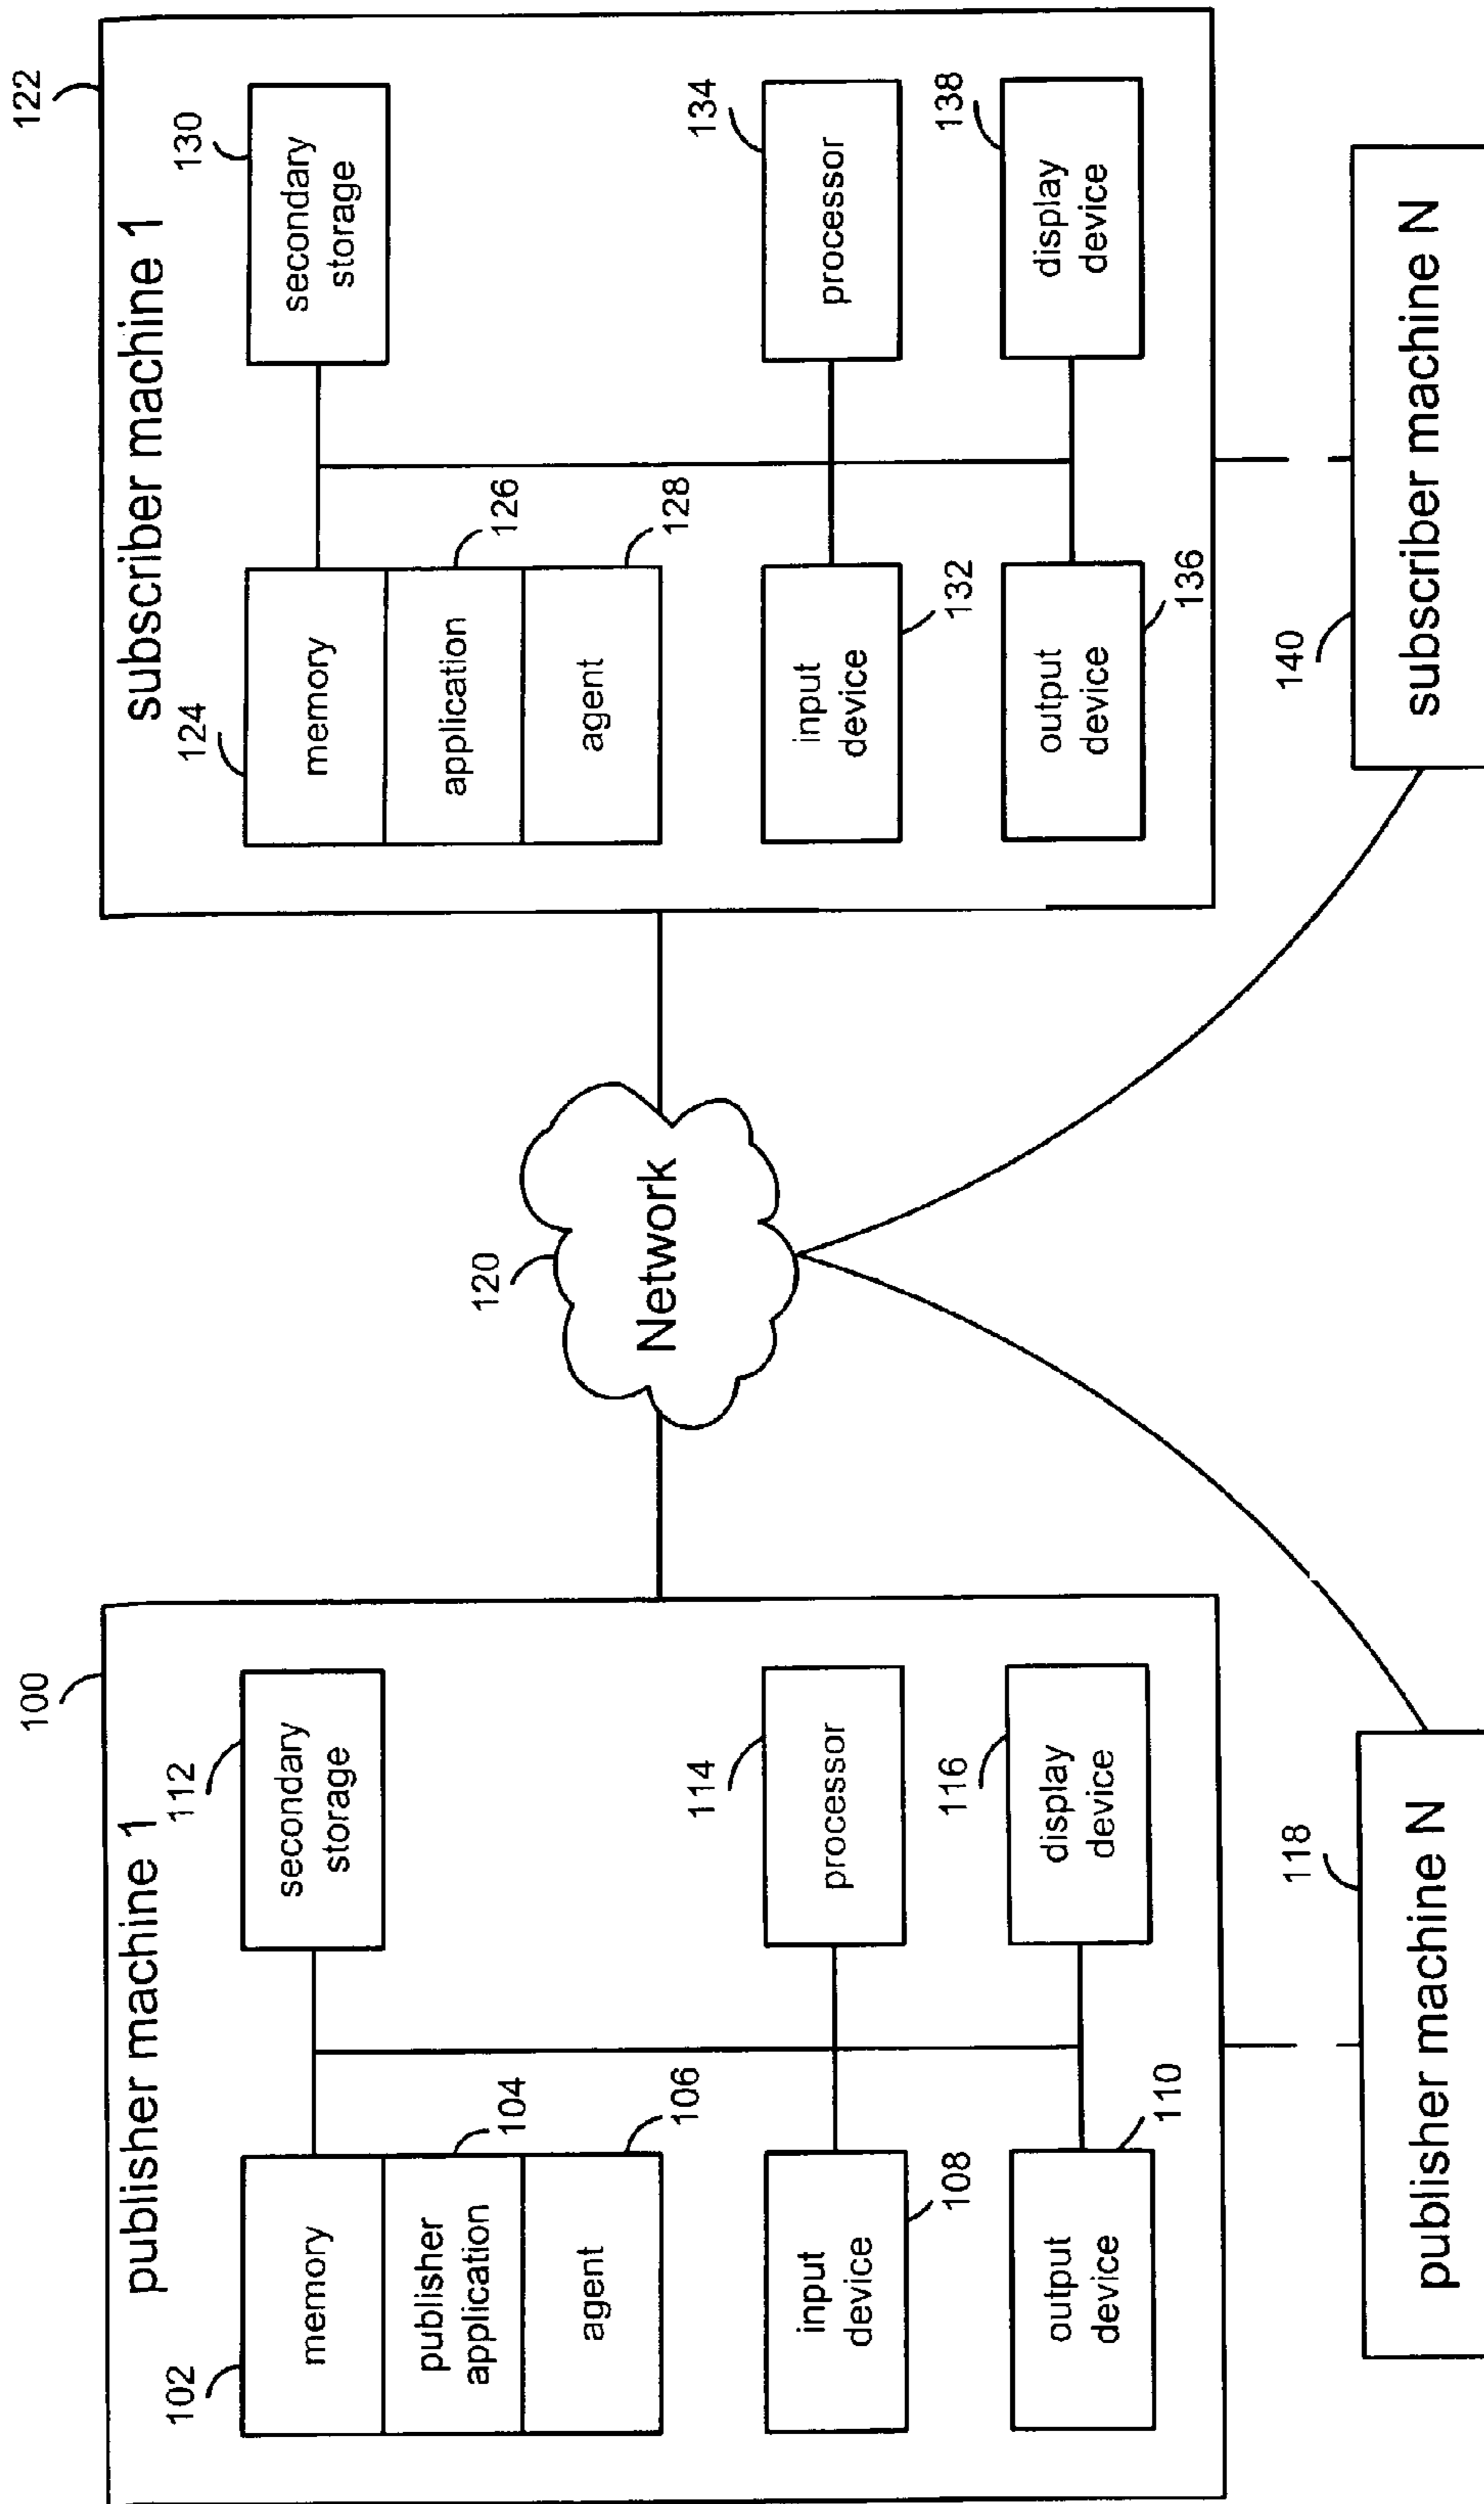 100
publisher machine 1
102
memory
104
publisher
application
106
agent
112
secondary
storage
108
input
device
114
processor
110
output
device
116
display
device
118
publisher machine N
120
Network
122
subscriber machine 1
124
memory
126
application
128
agent
130
secondary
storage
132
input
device
134
processor
136
output
device
138
display
device
140
subscriber machine N